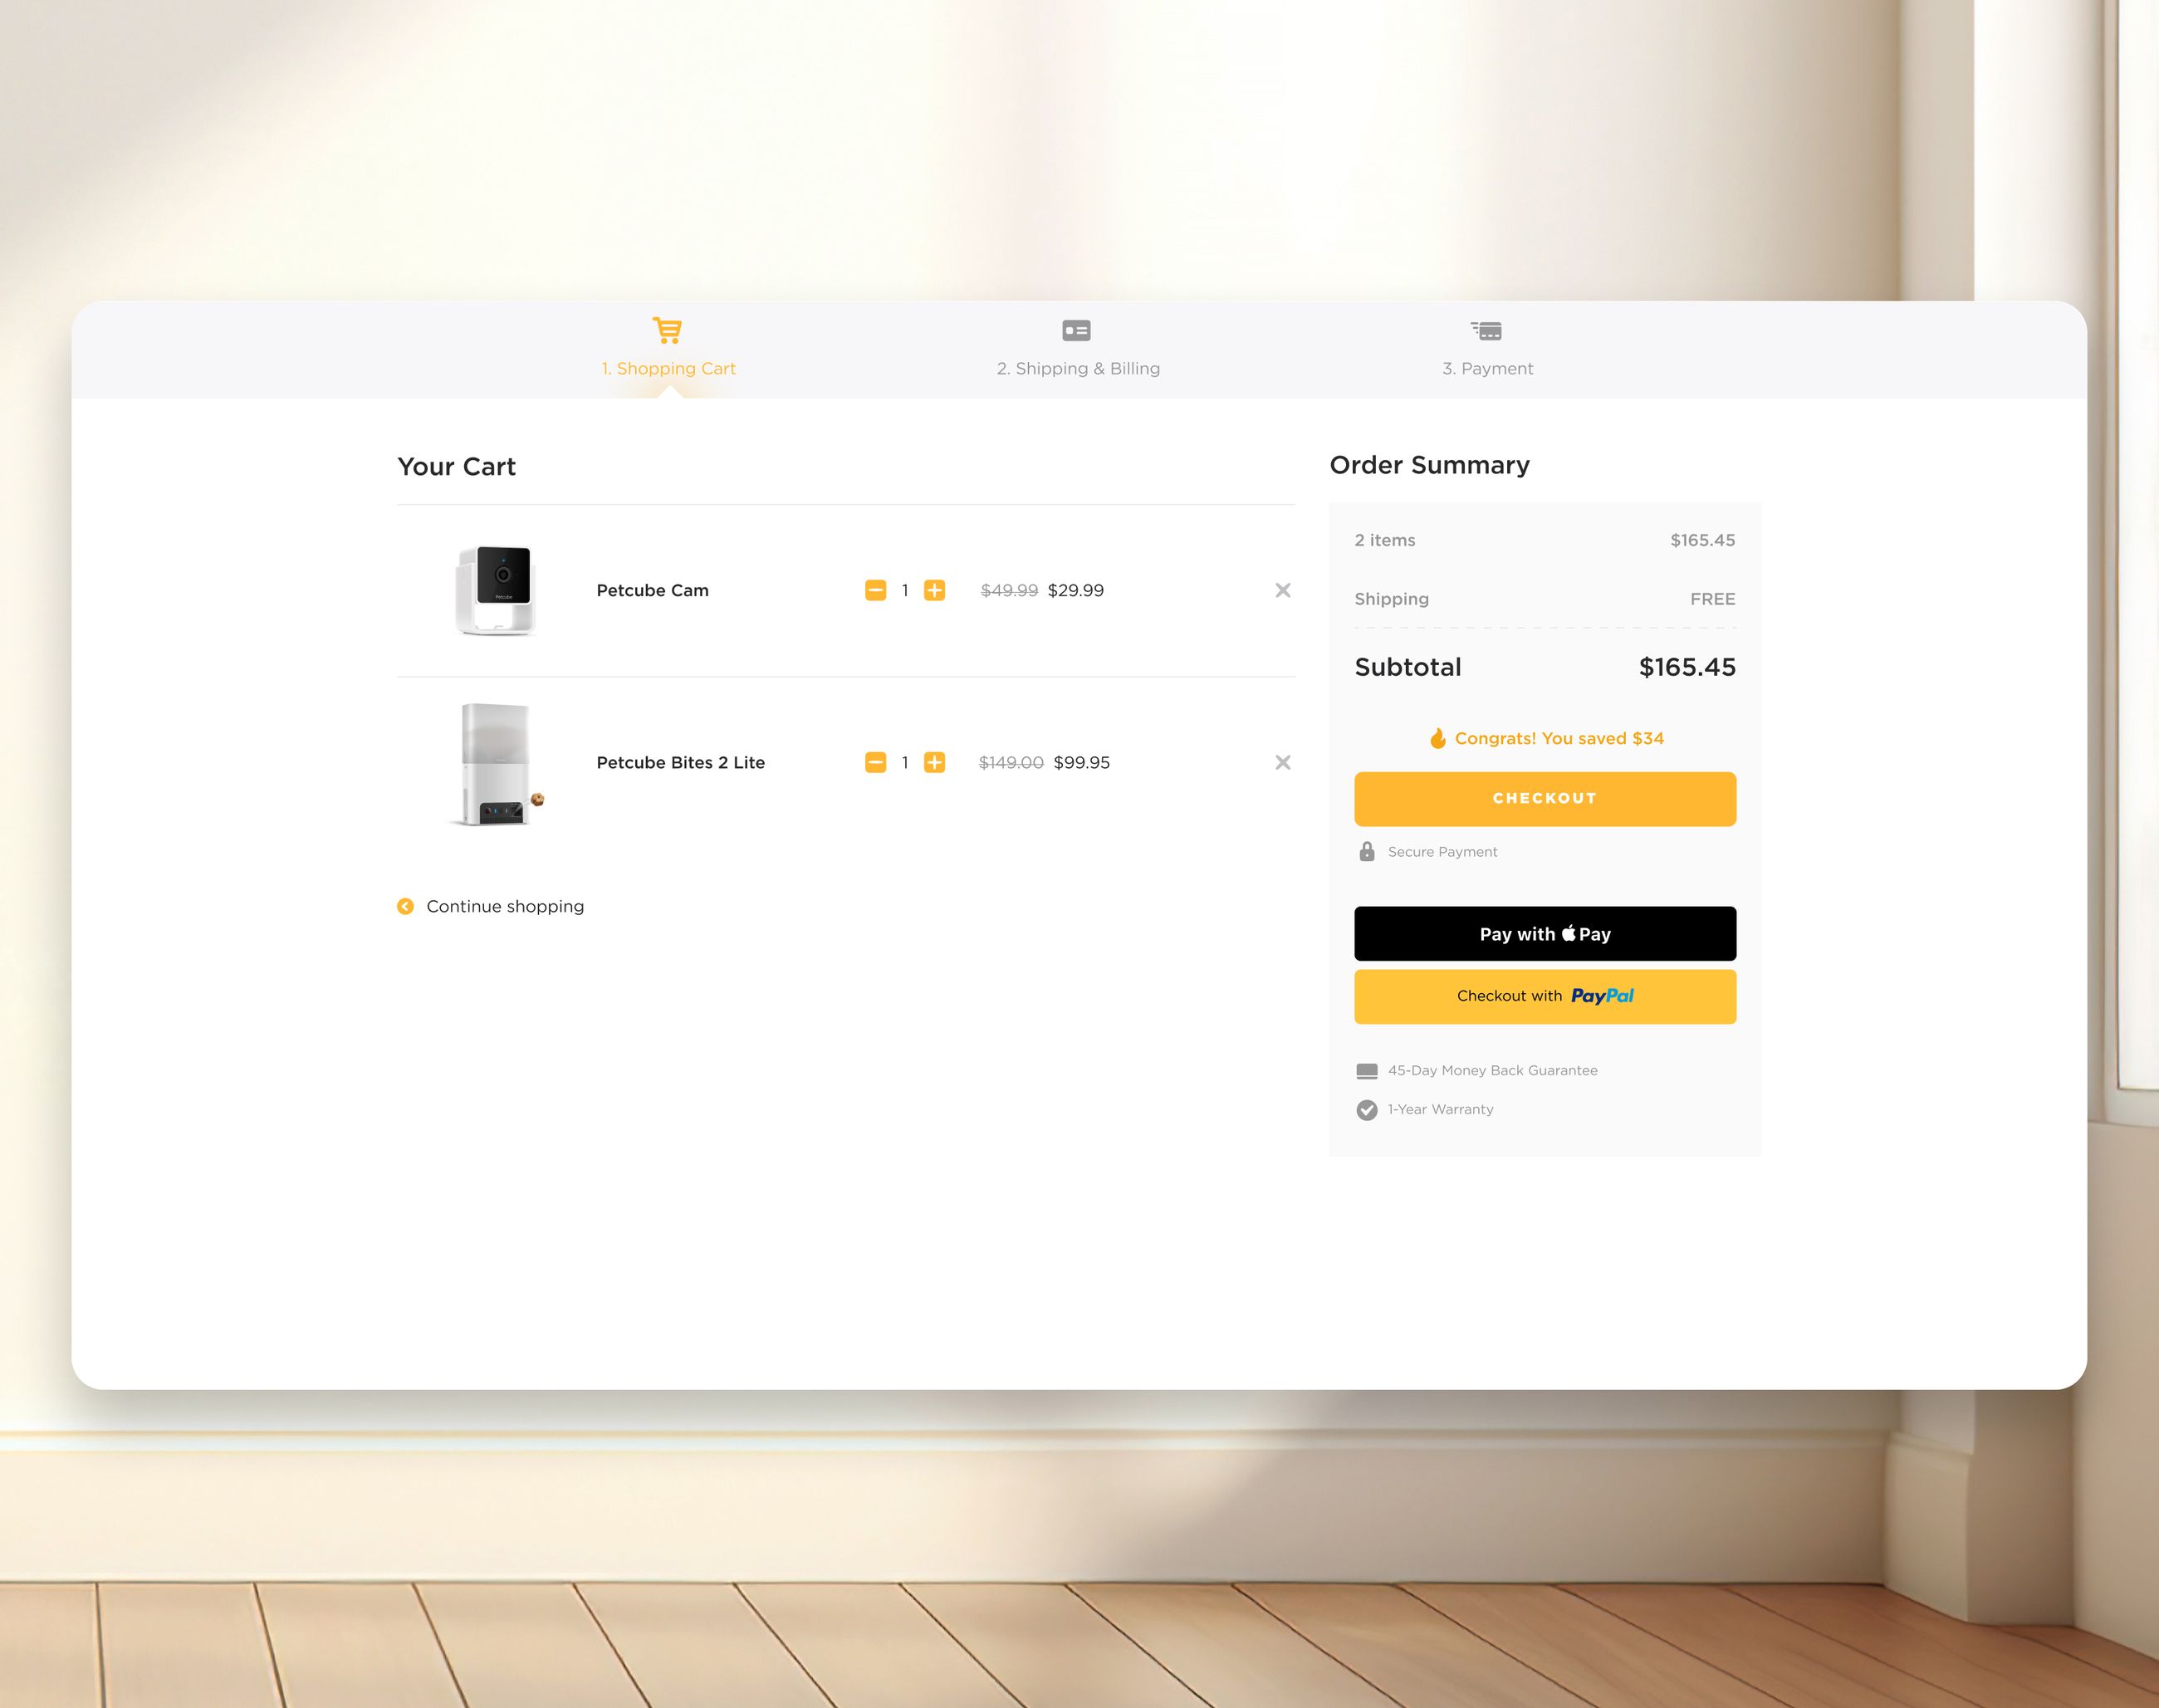 1. Shopping Cart
2. Shipping & Billing
3. Payment
Your Cart
Petcube
Petcube Cam
1
$49.99 $29.99
Petcube Bites 2 Lite
1
$149.00 $99.95
Continue shopping
Order Summary
2 items $165.45
Shipping FREE
Subtotal $165.45
Congrats! You saved $34
CHECKOUT
Secure Payment
Pay with Pay
Checkout with PayPal
45-Day Money Back Guarantee
1-Year Warranty